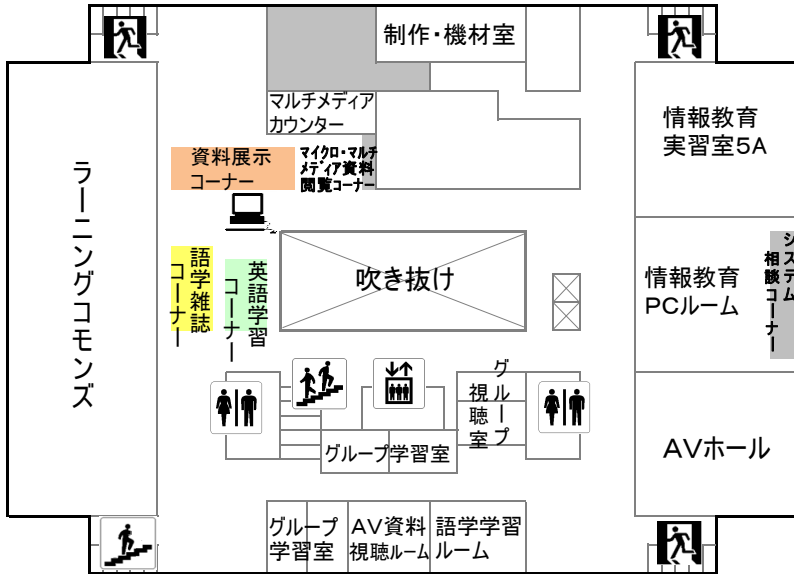 制作・機材室
マルチメディア
カウンター
資料展示
コーナー
マイクロ・マルチ
メディア資料
閲覧コーナー
情報教育
実習室5A
ラーニングコモンズ
語学雑誌
コーナー
英語学習
コーナー
吹き抜け
情報教育
PCルーム
システム
相談コーナー
グループ
視聴室
グループ学習室
AVホール
グループ
学習室
AV資料
視聴ルーム
語学学習
ルーム